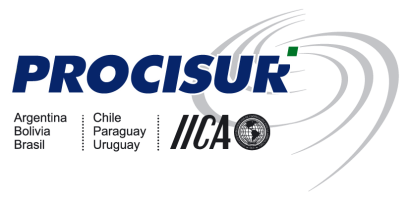 PROCISUR
Argentina
Bolivia
Brasil
Chile
Paraguay
Uruguay
IICA